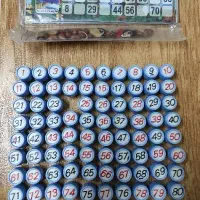 8 29 50 70
56
1 2 3 4 5 6 7 8 9 10
11 12 13 14 15 16 17 18 19 20
21 22 23 25 26 27 28 29 30
31 32 33 34 35 36 37 38 39 40
41 42 43 44 45 46 47 48 49 50
51 52 53 54 55 56 57 58 59 60
61 62 63 64 65 66 67 68 69 70
71 72 73 74 75 76 77 78 79 80